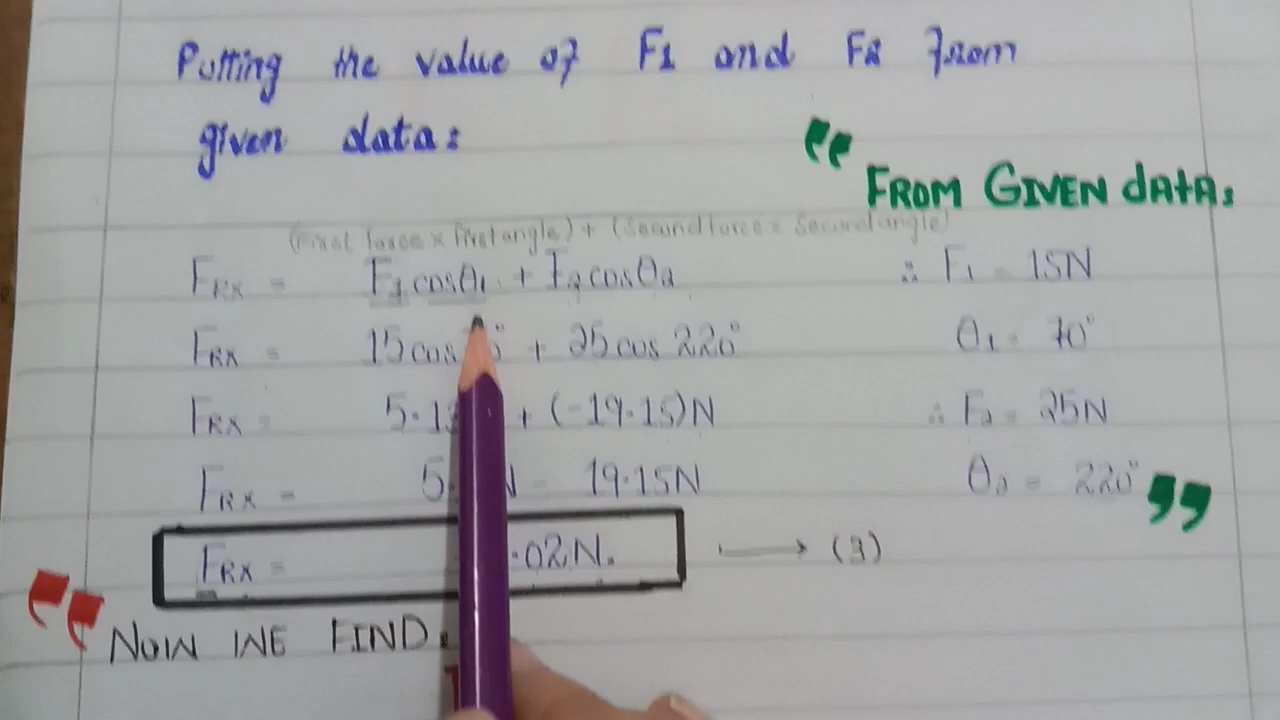 Putting the value of F1 and F2 from
given data:
“ FROM GIVEN data:
(First force × First angle) + (Second force × Second angle)
FRX = F1 cosθ1 + F2 cosθ2
∴ F1 = 15N
FRX = 15 cos 0° + 25 cos 220°
θ1 = 70°
FRX = 5.13 + (-19.15)N
∴ F2 = 25N
FRX = 5. N - 19.15N
θ2 = 220° ”
FRX = .02N. → (3)
“ NOW WE FIND: